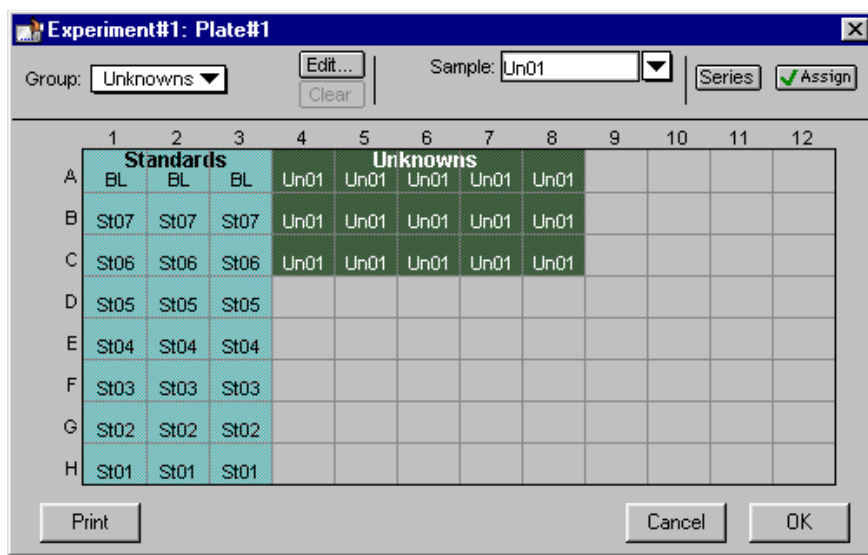 Experiment#1: Plate#1
Group: Unknowns Edit... Sample: Un01 Series Assign
Clear
1 2 3 4 5 6 7 8 9 10 11 12
Standards Unknowns
A BL BL BL Un01 Un01 Un01 Un01 Un01
B St07 St07 St07 Un01 Un01 Un01 Un01 Un01
C St06 St06 St06 Un01 Un01 Un01 Un01 Un01
D St05 St05 St05
E St04 St04 St04
F St03 St03 St03
G St02 St02 St02
H St01 St01 St01
Print Cancel OK